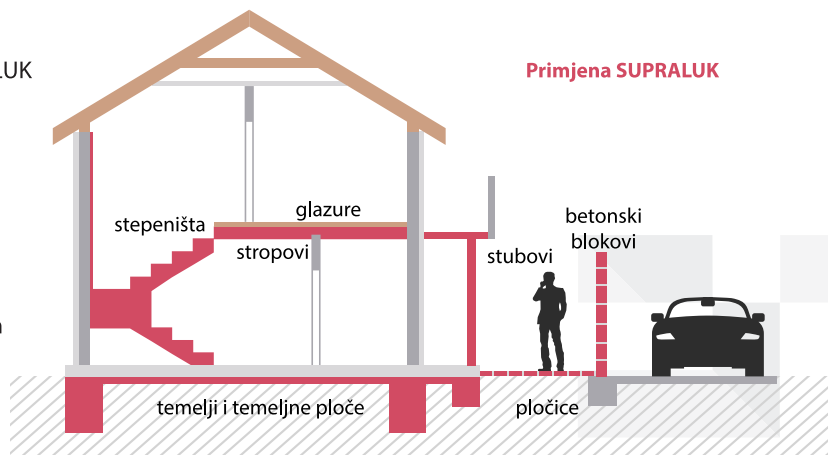 LUK
Primjena SUPRALUK
glazure
stepeništa
stropovi
stubovi
betonski
blokovi
temelji i temeljne ploče
pločice